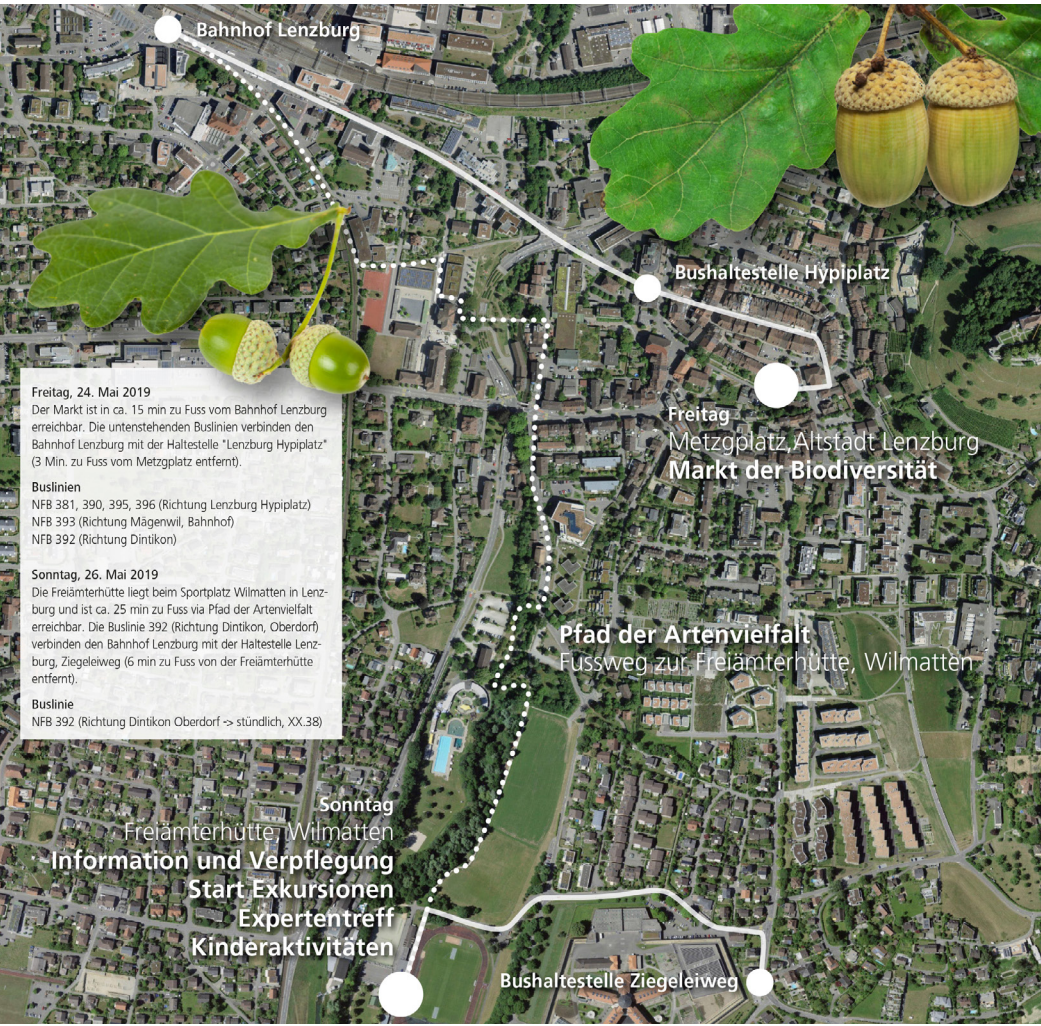 Bahnhof Lenzburg
Bushaltestelle Hypiplatz
Freitag, 24. Mai 2019
Der Markt ist in ca. 15 min zu Fuss vom Bahnhof Lenzburg
erreichbar. Die untenstehenden Buslinien verbinden den
Bahnhof Lenzburg mit der Haltestelle "Lenzburg Hypiplatz"
(3 Min. zu Fuss vom Metzgplatz entfernt).
Buslinien
NFB 381, 390, 395, 396 (Richtung Lenzburg Hypiplatz)
NFB 393 (Richtung Mägenwil, Bahnhof)
NFB 392 (Richtung Dintikon)
Sonntag, 26. Mai 2019
Die Freiämterhütte liegt beim Sportplatz Wilmatten in Lenz-
burg und ist ca. 25 min zu Fuss via Pfad der Artenvielfalt
erreichbar. Die Buslinie 392 (Richtung Dintikon, Oberdorf)
verbinden den Bahnhof Lenzburg mit der Haltestelle Lenz-
burg, Ziegeleiweg (6 min zu Fuss von der Freiämterhütte
entfernt).
Buslinie
NFB 392 (Richtung Dintikon Oberdorf -> stündlich, XX.38)
Freitag
Metzgplatz, Altstadt Lenzburg
Markt der Biodiversität
Pfad der Artenvielfalt
Fussweg zur Freiämterhütte, Wilmatten
Sonntag
Freiämterhütte, Wilmatten
Information und Verpflegung
Start Exkursionen
Expertentreff
Kinderaktivitäten
Bushaltestelle Ziegeleiweg